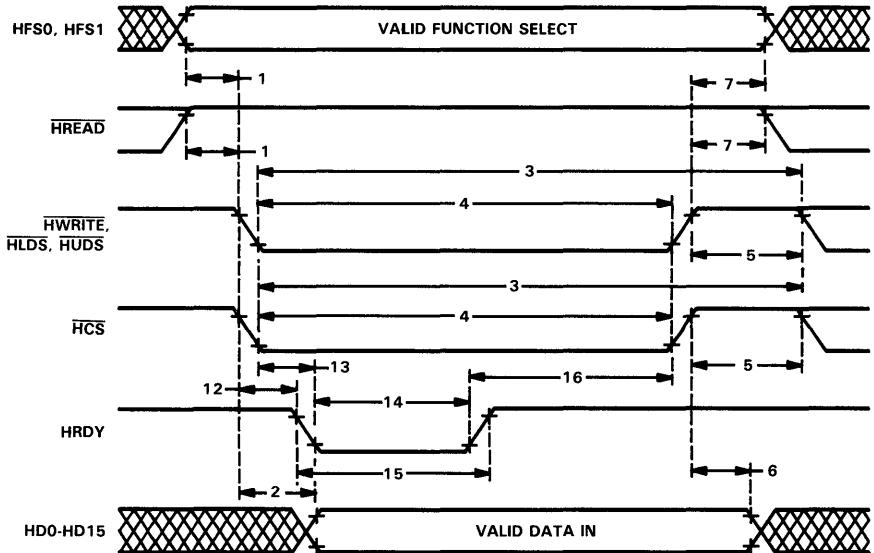 HFS0, HFS1
VALID FUNCTION SELECT
1
7
HREAD
1
7
3
4
HWRITE,
HLDS, HUDS
5
3
HCS
4
5
13
12
16
14
HRDY
15
6
2
HD0-HD15
VALID DATA IN